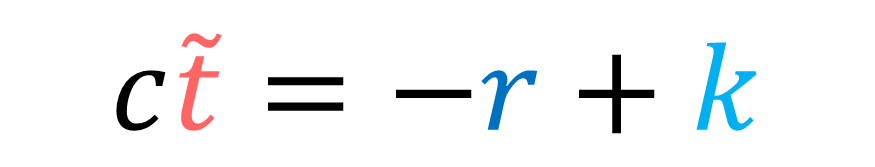 c t̃ = −r + k